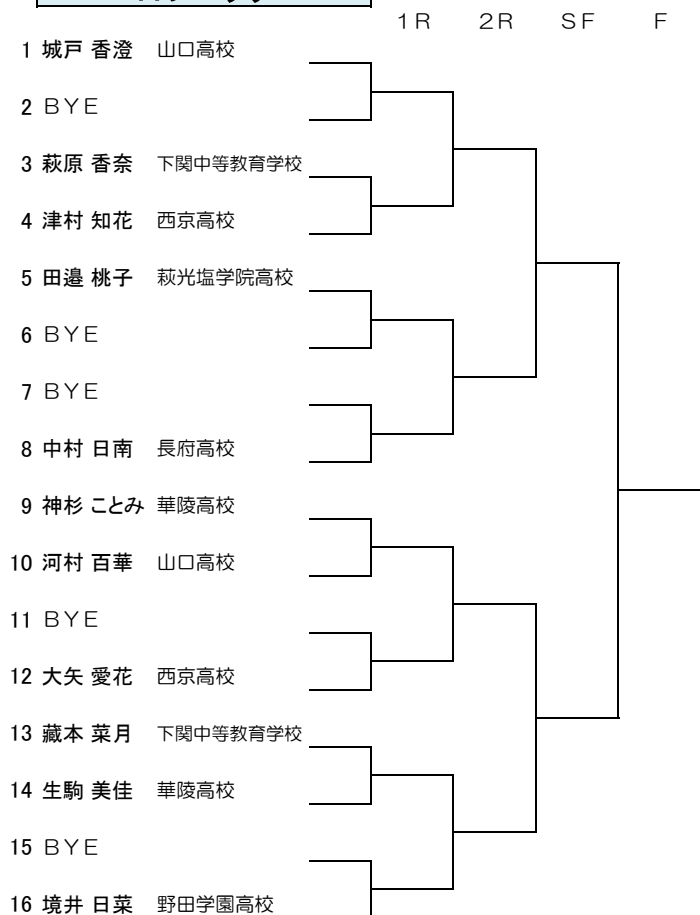 1R 2R SF F
1 城戸 香澄 山口高校
2 BYE
3 萩原 香奈 下関中等教育学校
4 津村 知花 西京高校
5 田邉 桃子 萩光塩学院高校
6 BYE
7 BYE
8 中村 日南 長府高校
9 神杉 ことみ 華陵高校
10 河村 百華 山口高校
11 BYE
12 大矢 愛花 西京高校
13 藏本 菜月 下関中等教育学校
14 生駒 美佳 華陵高校
15 BYE
16 境井 日菜 野田学園高校